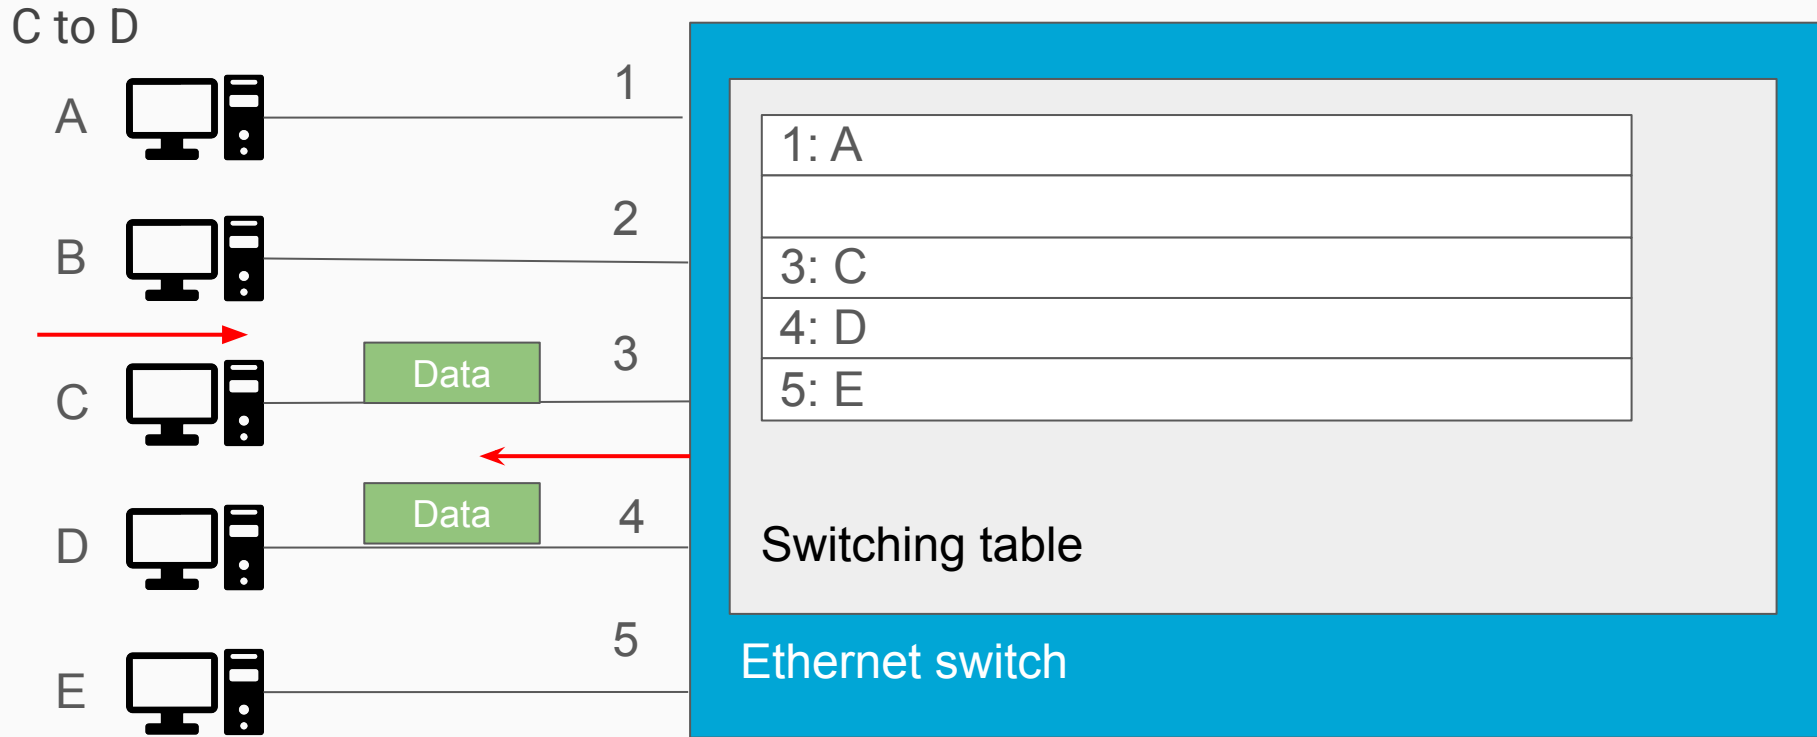 C to D
A
1
B
2
C
Data
3
D
Data
4
E
5
1: A
3: C
4: D
5: E
Switching table
Ethernet switch